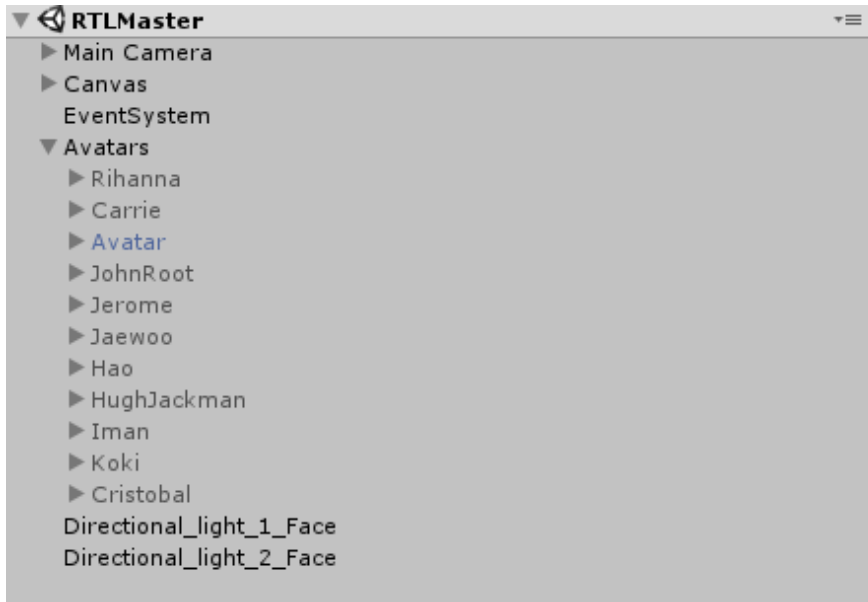 RTLMaster
Main Camera
Canvas
EventSystem
Avatars
Rihanna
Carrie
Avatar
JohnRoot
Jerome
Jaewoo
Hao
HughJackman
Iman
Koki
Cristobal
Directional_light_1_Face
Directional_light_2_Face